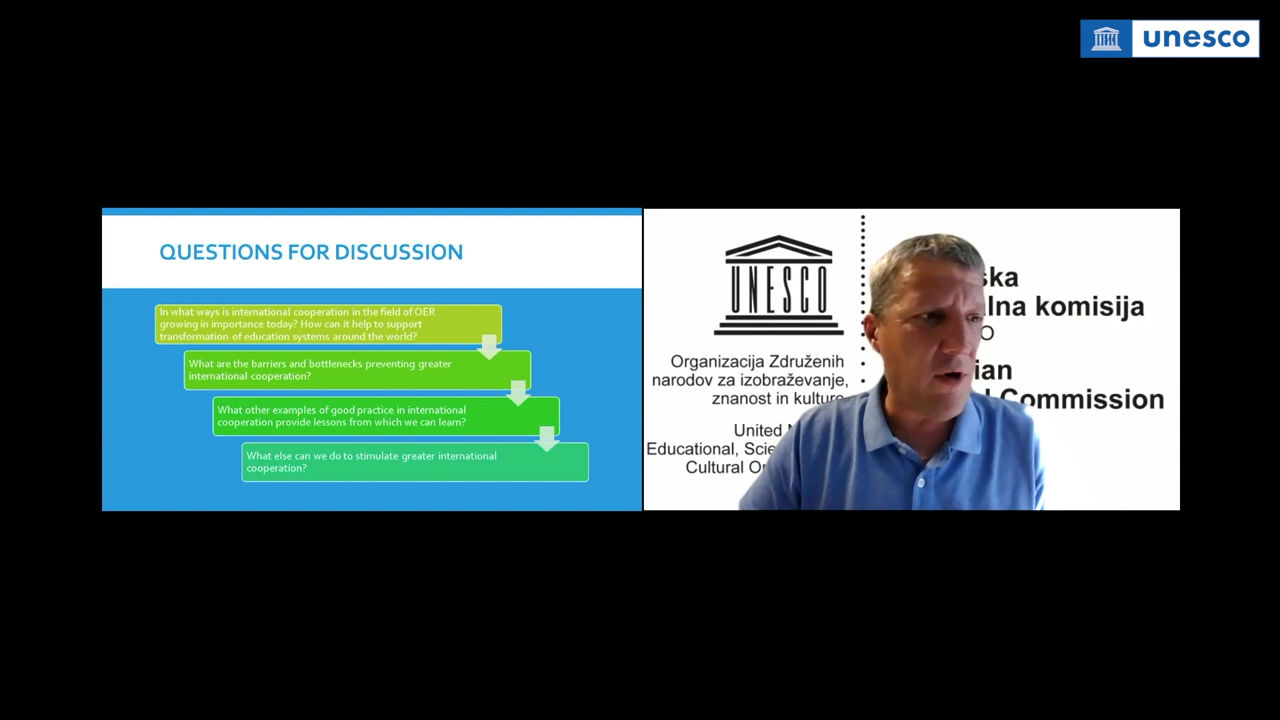 unesco
QUESTIONS FOR DISCUSSION
In what ways is international cooperation in the field of OER
growing in importance today? How can it help to support
transformation of education systems around the world?
What are the barriers and bottlenecks preventing greater
international cooperation?
What other examples of good practice in international
cooperation provide lessons from which we can learn?
What else can we do to stimulate greater international
cooperation?
UNESCO
Organizacija Združenih
narodov za izobraževanje,
znanost in kulturo
United
Educational,
Cultural
ska
alna komisija
O
ian
Commission